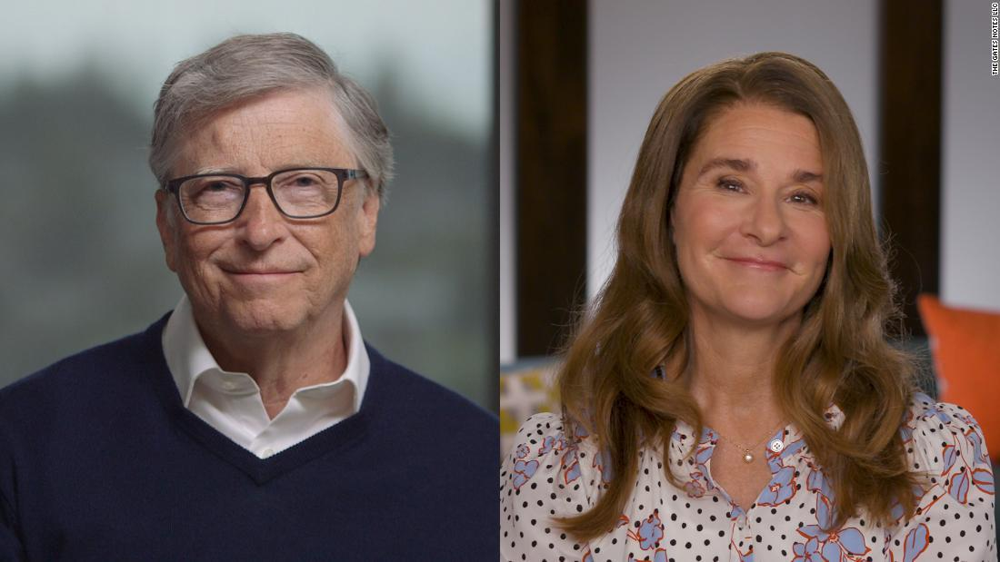 THE GATES NOTES LLC